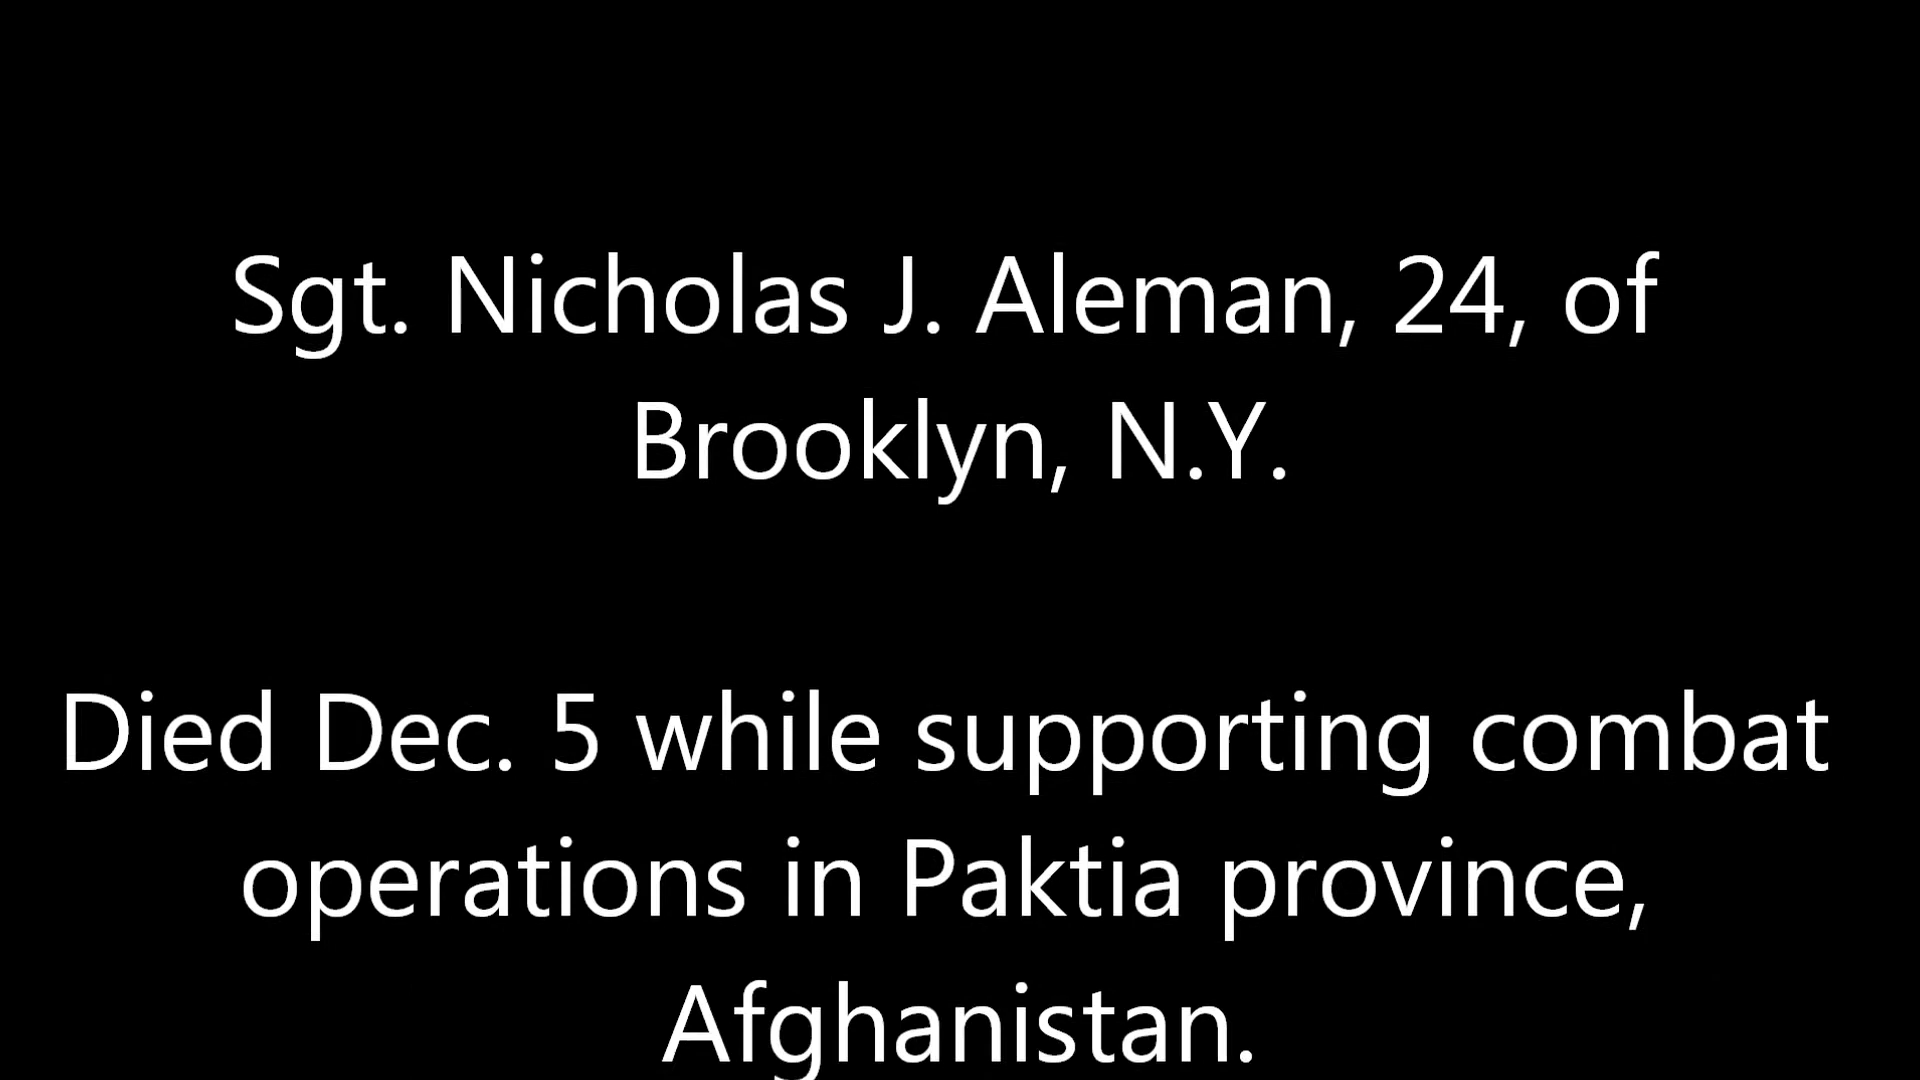 Sgt. Nicholas J. Aleman, 24, of
Brooklyn, N.Y.
Died Dec. 5 while supporting combat
operations in Paktia province,
Afghanistan.